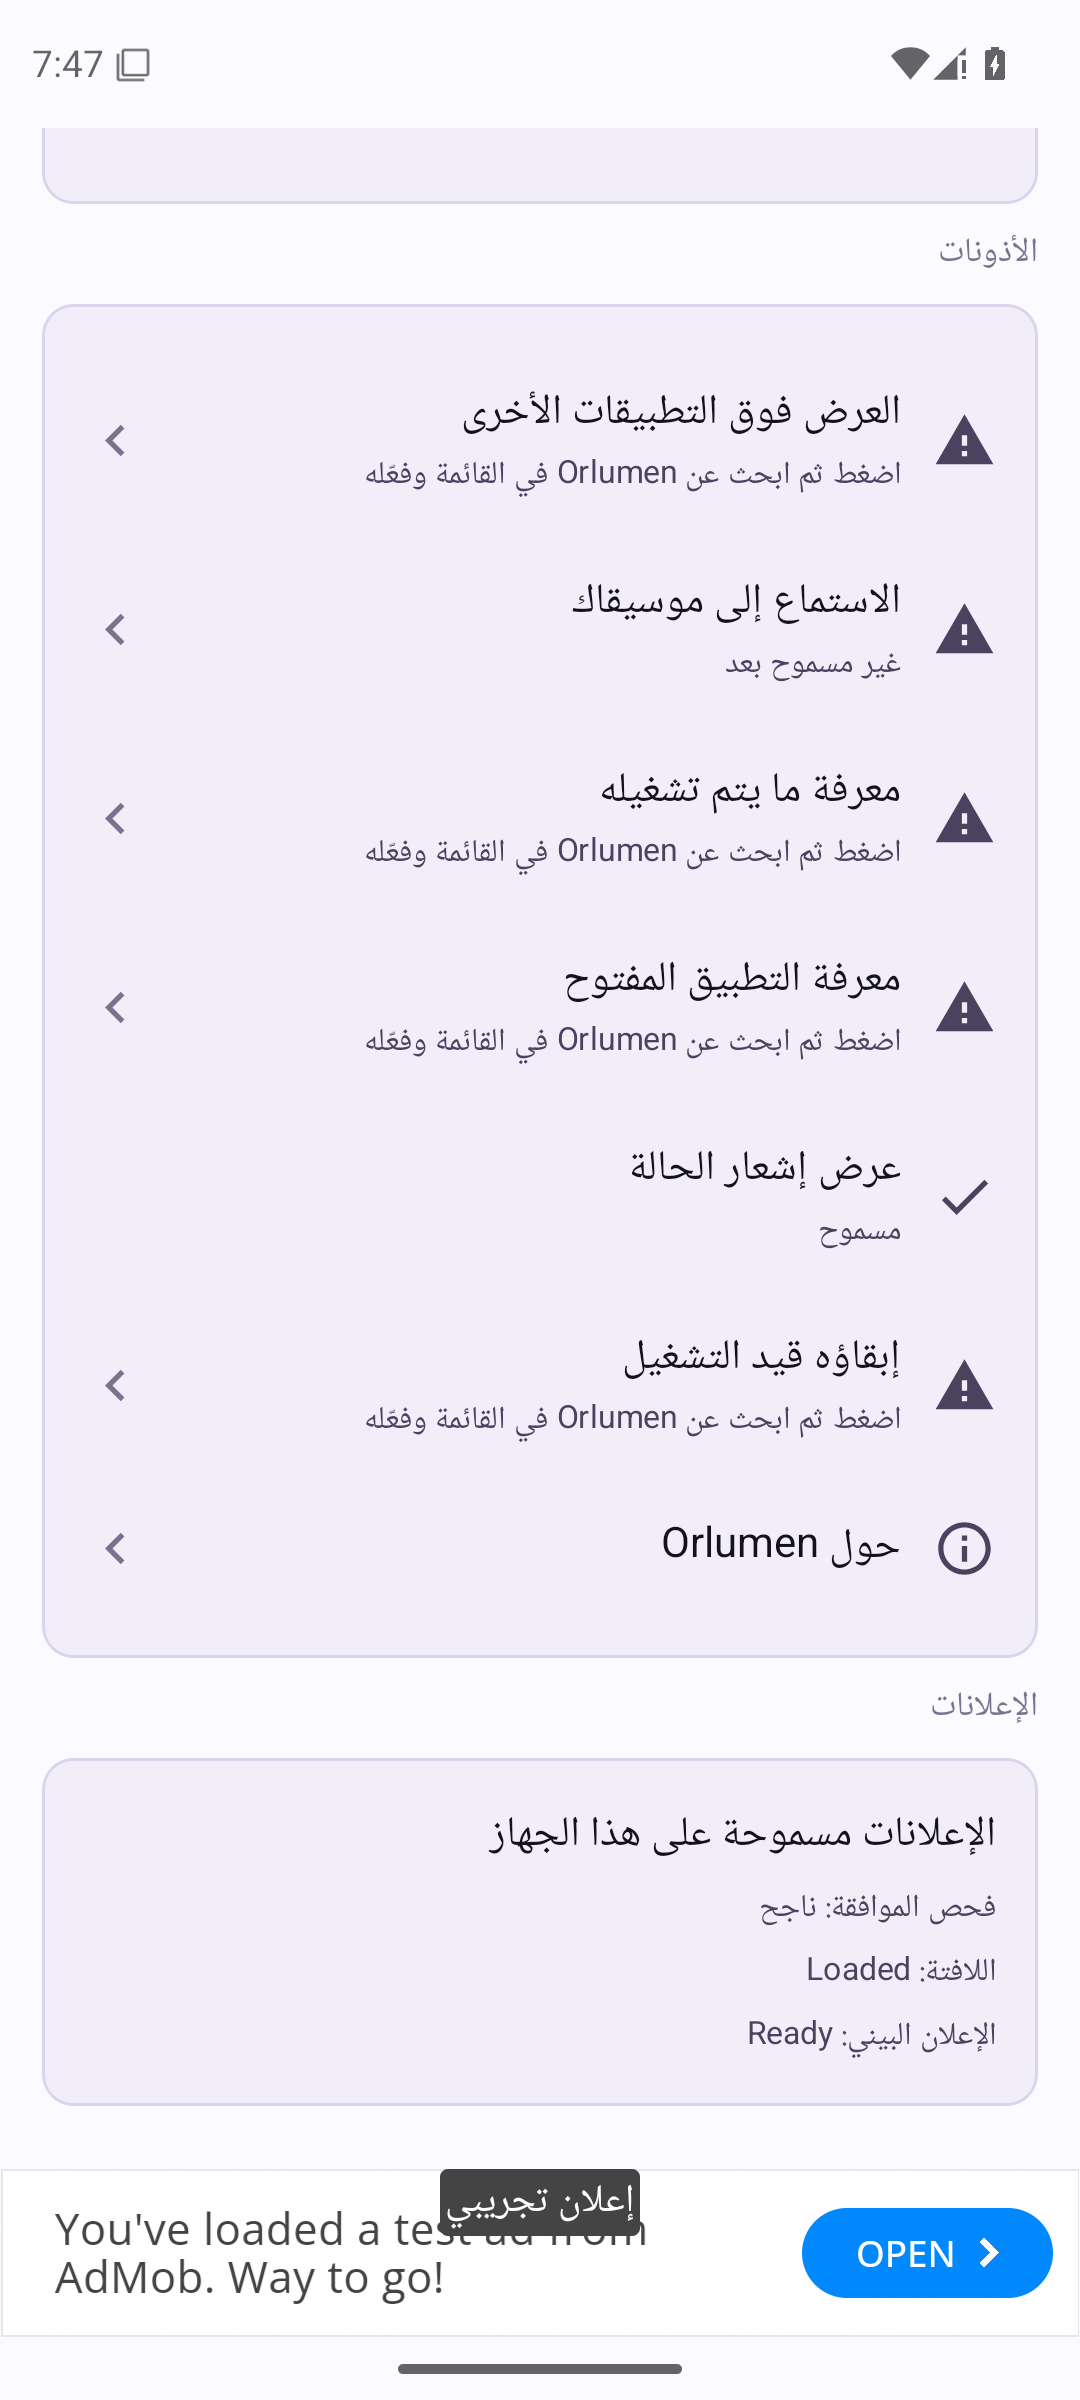 7:47
الأذونات
العرض فوق التطبيقات الأخرى
اضغط ثم ابحث عن Orlumen في القائمة وفعّله
الاستماع إلى موسيقاك
غير مسموح بعد
معرفة ما يتم تشغيله
اضغط ثم ابحث عن Orlumen في القائمة وفعّله
معرفة التطبيق المفتوح
اضغط ثم ابحث عن Orlumen في القائمة وفعّله
عرض إشعار الحالة
مسموح
إبقاؤه قيد التشغيل
اضغط ثم ابحث عن Orlumen في القائمة وفعّله
حول Orlumen
الإعلانات
الإعلانات مسموحة على هذا الجهاز
فحص الموافقة: ناجح
اللافتة: Loaded
الإعلان البيني: Ready
إعلان تجريبي
You've loaded a test ad from
AdMob. Way to go!
OPEN